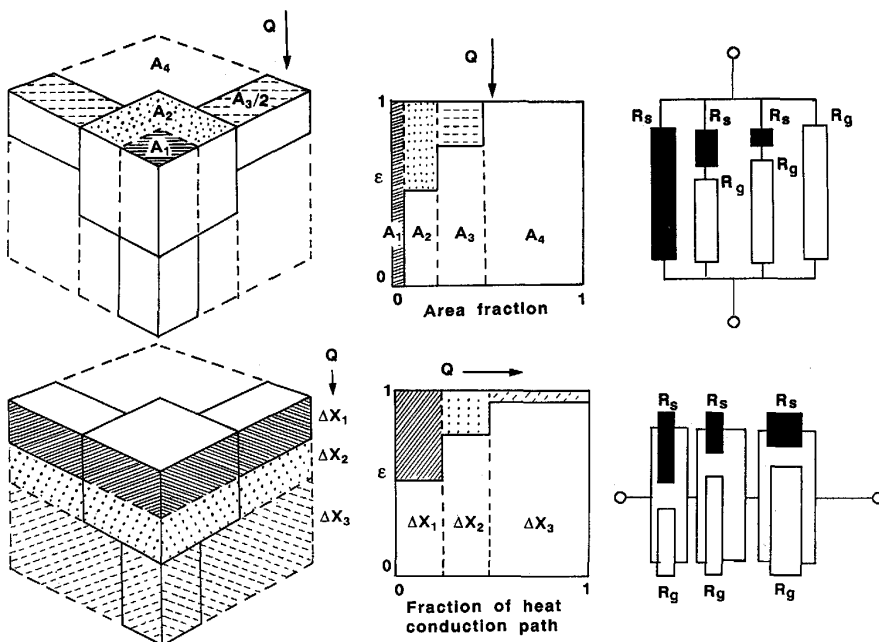 Q
A4
A3/2
A2
A1
Q
1
ε
0
A1 A2 A3 A4
0 1
Area fraction
Rs Rs Rs Rg
Rg Rg
Q
ΔX1
ΔX2
ΔX3
Q
1
ε
0
ΔX1 ΔX2 ΔX3
0 1
Fraction of heat
conduction path
Rs Rs Rs
Rg Rg Rg